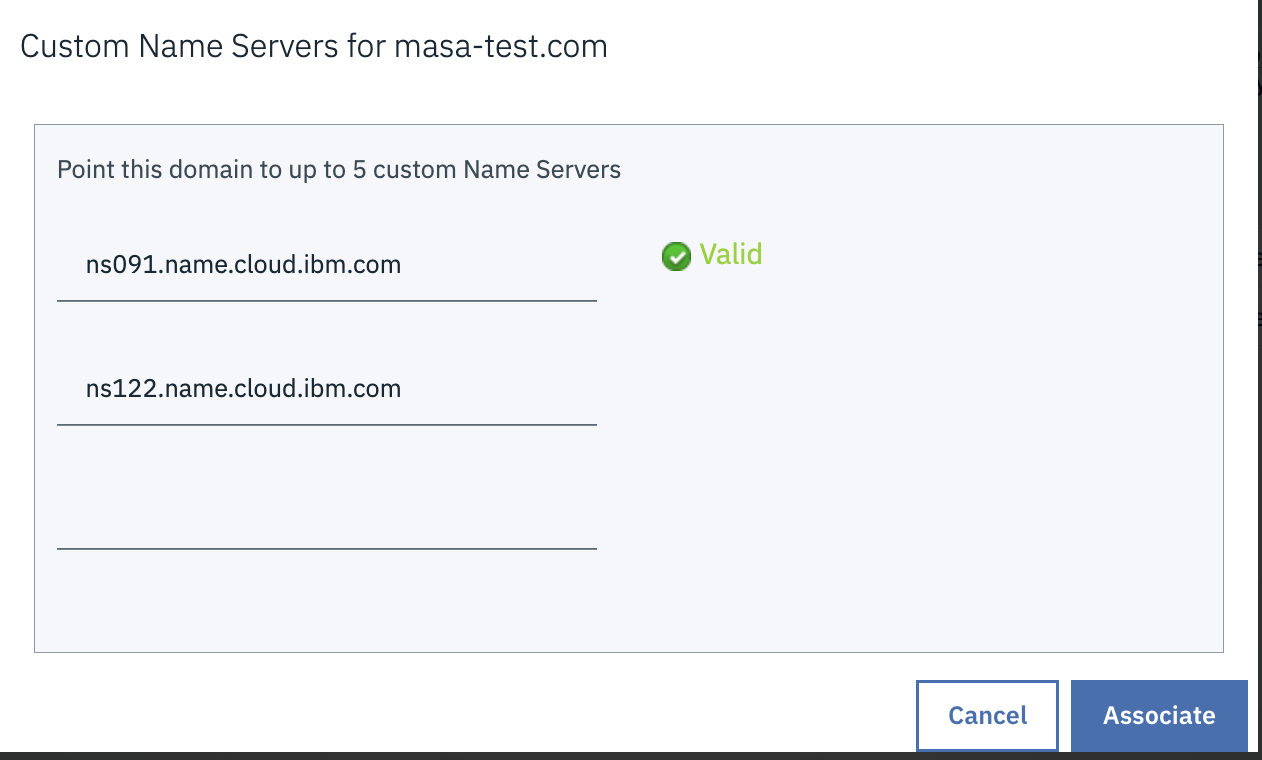 Custom Name Servers for masa-test.com
Point this domain to up to 5 custom Name Servers
ns091.name.cloud.ibm.com
Valid
ns122.name.cloud.ibm.com
Cancel
Associate